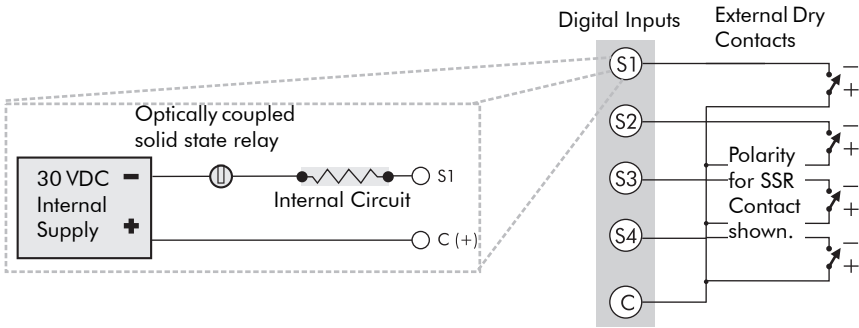 Digital Inputs
External Dry
Contacts
S1
−
+
Optically coupled
solid state relay
S2
−
+
30 VDC
Internal
Supply
−
+
S1
Internal Circuit
C (+)
S3
−
+
Polarity
for SSR
Contact
shown.
S4
−
+
C